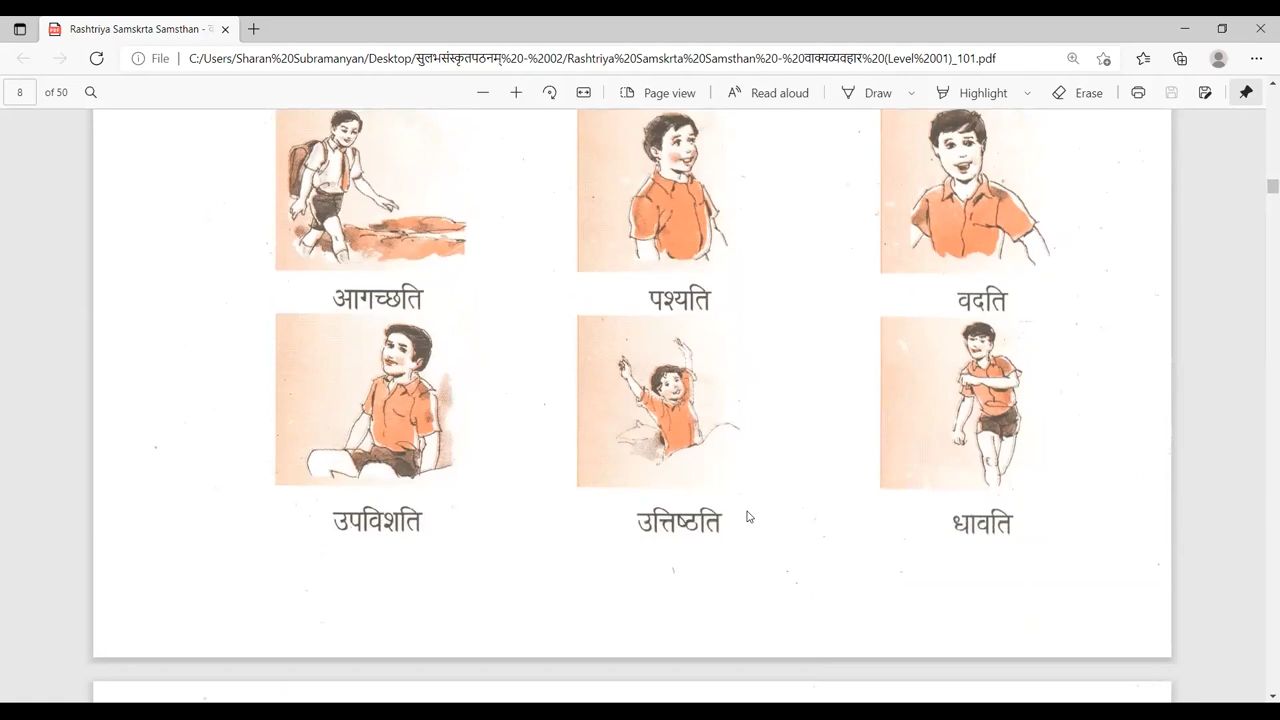 Rashtriya Samskrta Samsthan -
File C:/Users/Sharan%20Subramanyan/Desktop/सुलभसंस्कृतपठनम्%20-%2002/Rashtriya%20Samskrta%20Samsthan%20-%20वाक्यव्यवहार%20(Level%2001)_101.pdf
8 of 50 Page view Read aloud Draw Highlight Erase
आगच्छति पश्यति वदति
उपविशति उत्तिष्ठति धावति